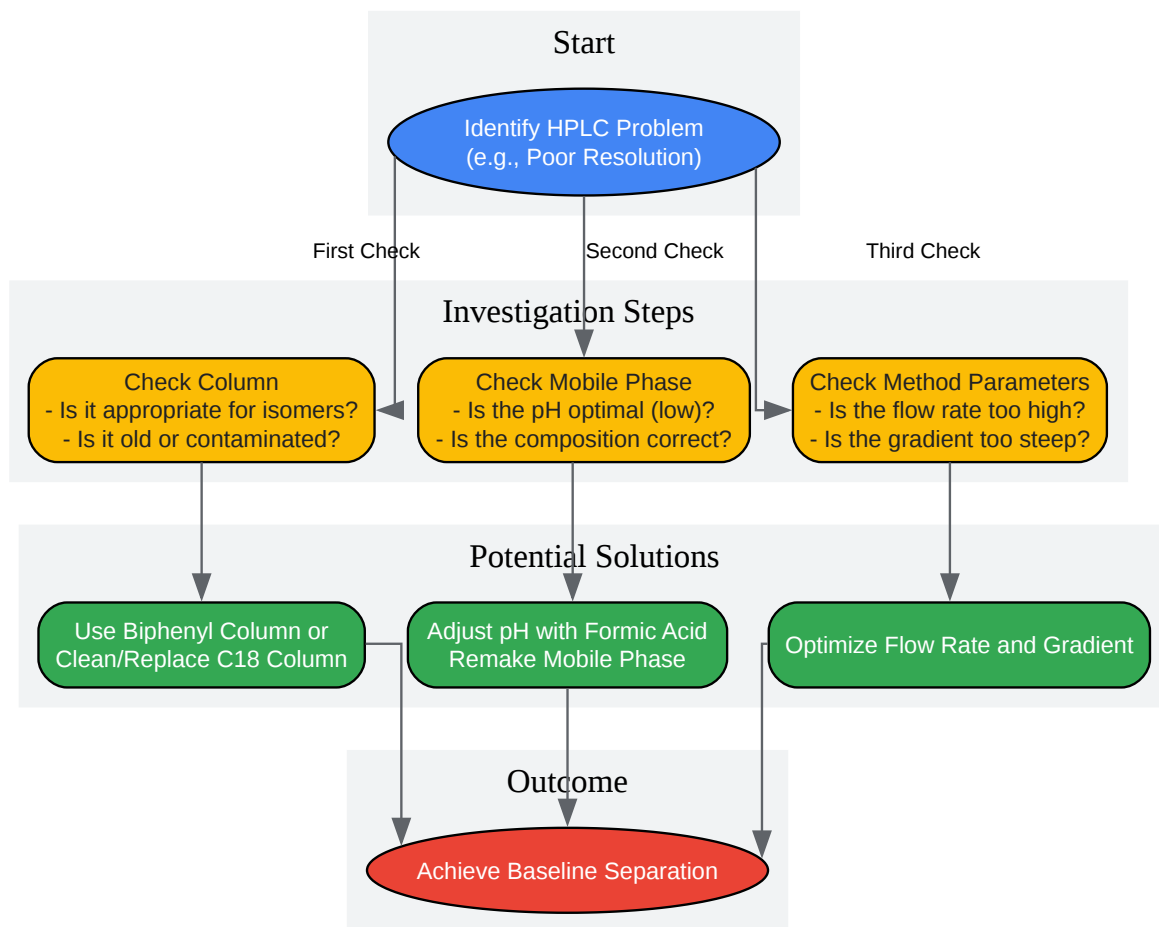 Start
Identify HPLC Problem
(e.g., Poor Resolution)
First Check
Second Check
Third Check
Investigation Steps
Check Column
- Is it appropriate for isomers?
- Is it old or contaminated?
Check Mobile Phase
- Is the pH optimal (low)?
- Is the composition correct?
Check Method Parameters
- Is the flow rate too high?
- Is the gradient too steep?
Potential Solutions
Use Biphenyl Column or
Clean/Replace C18 Column
Adjust pH with Formic Acid
Remake Mobile Phase
Optimize Flow Rate and Gradient
Outcome
Achieve Baseline Separation